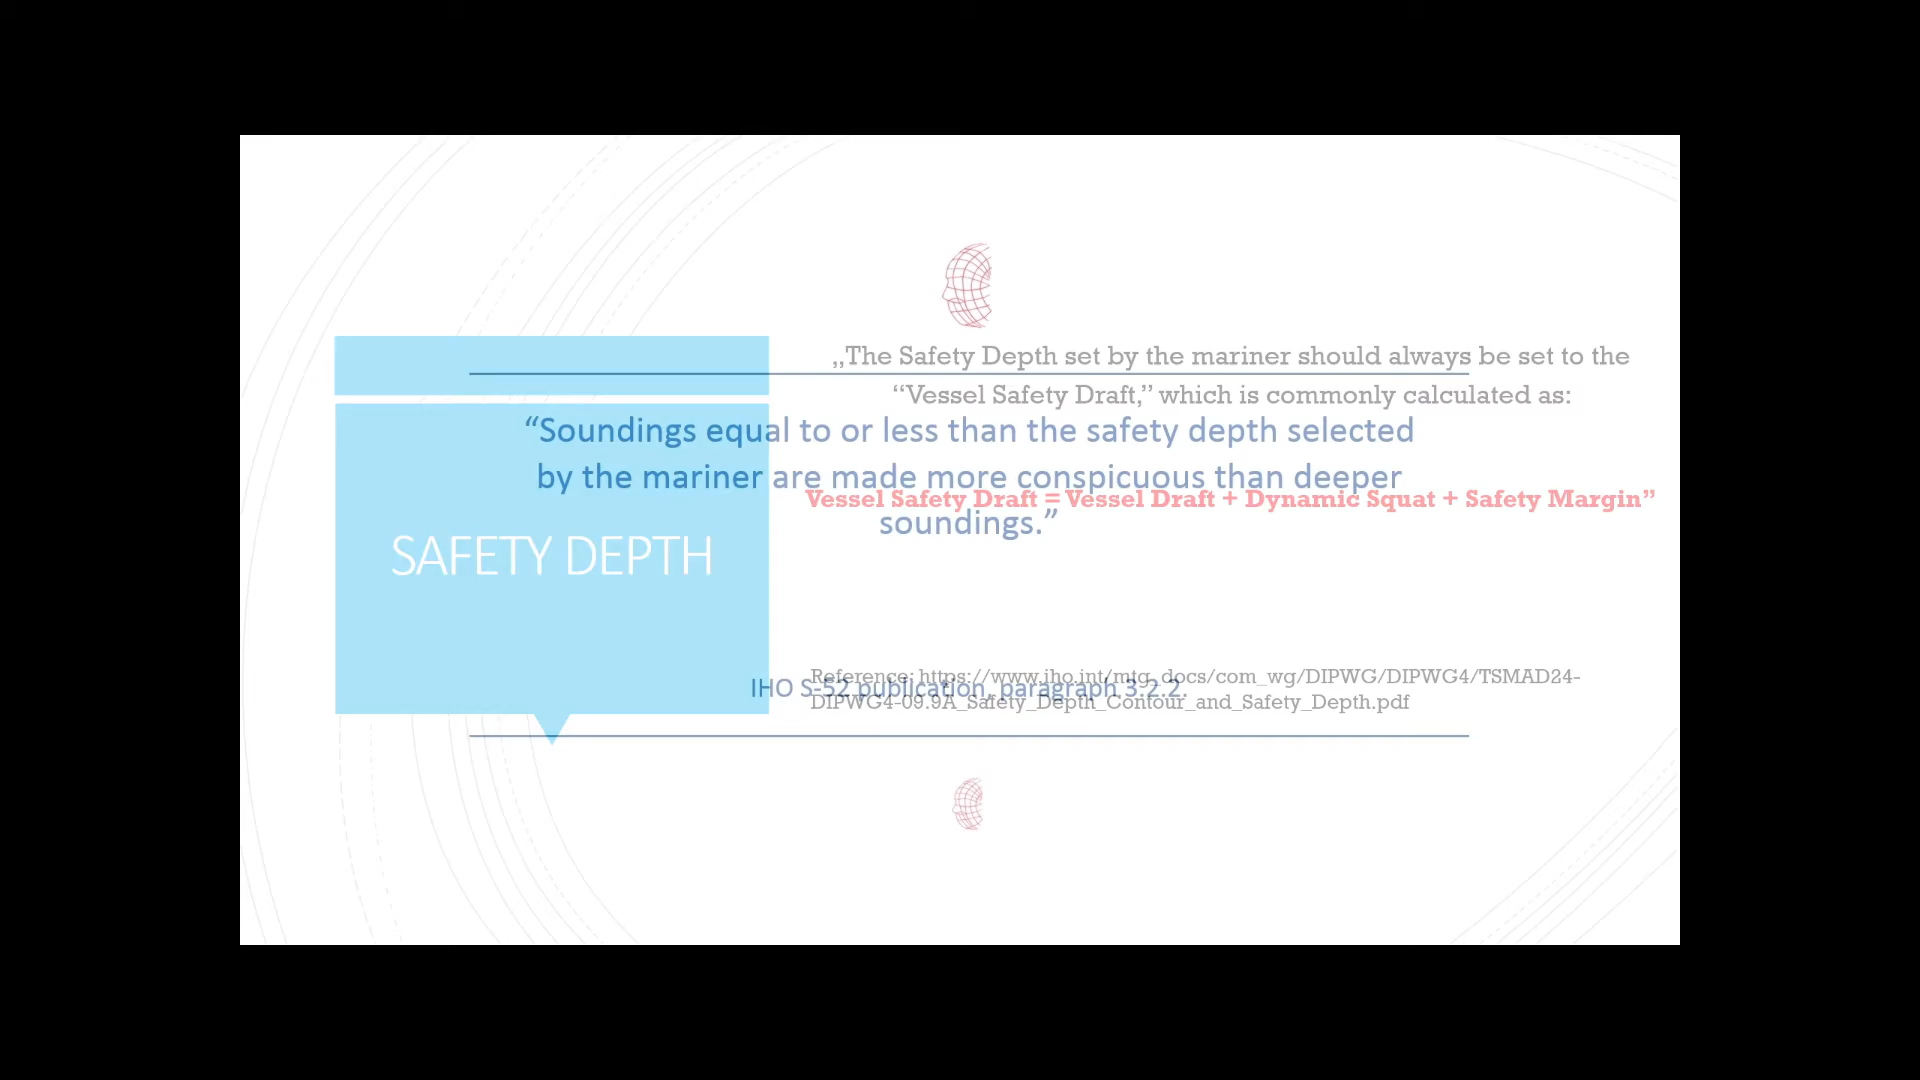 „The Safety Depth set by the mariner should always be set to the
“Vessel Safety Draft,” which is commonly calculated as:
“Soundings equal to or less than the safety depth selected
by the mariner are made more conspicuous than deeper
Vessel Safety Draft = Vessel Draft + Dynamic Squat + Safety Margin”
soundings.”
SAFETY DEPTH
Reference: https://www.iho.int/mtg_docs/com_wg/DIPWG/DIPWG4/TSMAD24-
IHO S-52 publication, paragraph 3.2.2.
DIPWG4-09.9A_Safety_Depth_Contour_and_Safety_Depth.pdf